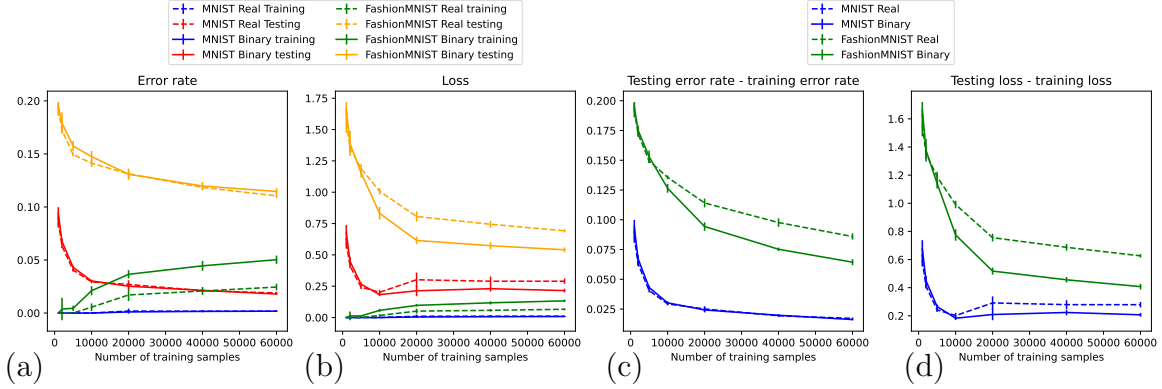 MNIST Real Training
MNIST Real Testing
MNIST Binary training
MNIST Binary testing
FashionMNIST Real training
FashionMNIST Real testing
FashionMNIST Binary training
FashionMNIST Binary testing
MNIST Real
MNIST Binary
FashionMNIST Real
FashionMNIST Binary
Error rate
0.20
0.15
0.10
0.05
0.00
0 10000 20000 30000 40000 50000 60000
Number of training samples
(a)
Loss
1.75
1.50
1.25
1.00
0.75
0.50
0.25
0.00
0 10000 20000 30000 40000 50000 60000
Number of training samples
(b)
Testing error rate - training error rate
0.200
0.175
0.150
0.125
0.100
0.075
0.050
0.025
0 10000 20000 30000 40000 50000 60000
Number of training samples
(c)
Testing loss - training loss
1.6
1.4
1.2
1.0
0.8
0.6
0.4
0.2
0 10000 20000 30000 40000 50000 60000
Number of training samples
(d)